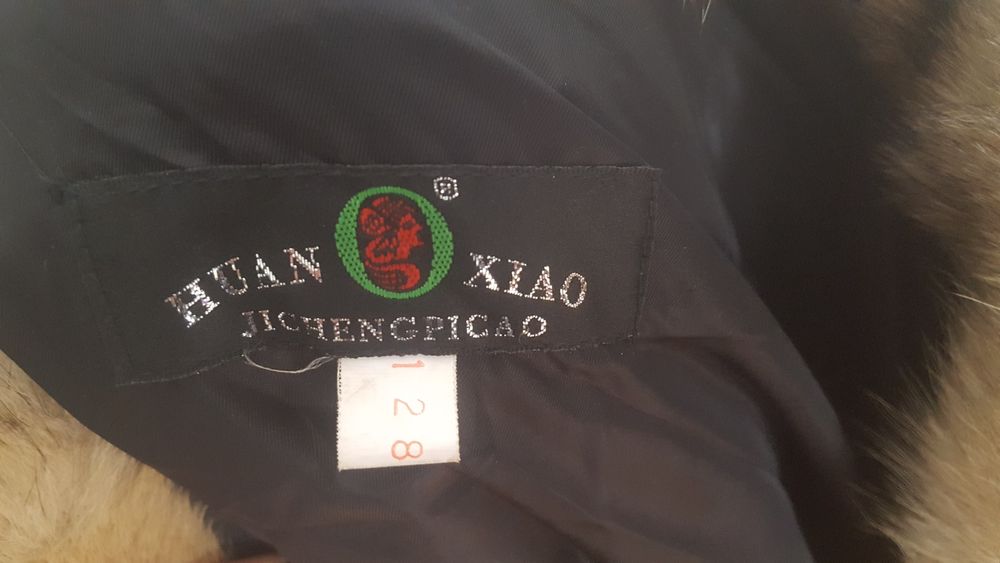 HUAN XIAO ®
JICHENGPICAO
128